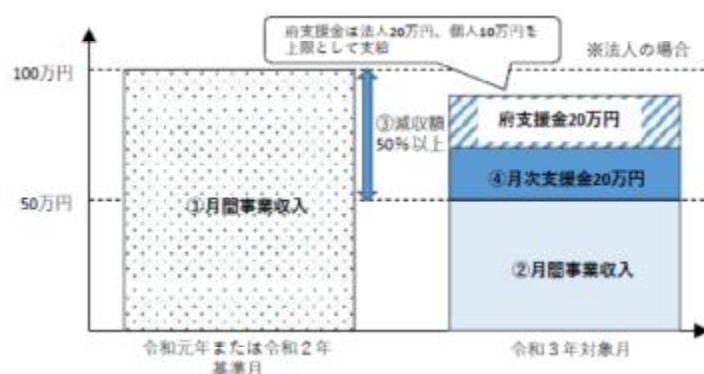 府支援金は法人20万円、個人10万円を
上限として支給
※法人の場合
100万円
③減収額
50%以上
府支援金20万円
④月次支援金20万円
50万円
①月間事業収入
②月間事業収入
令和元年または令和２年
基準月
令和３年対象月